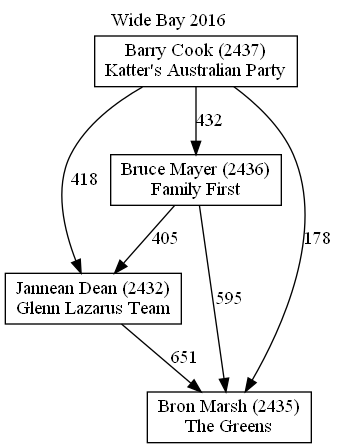 Wide Bay 2016
Barry Cook (2437)
Katter's Australian Party
432
Bruce Mayer (2436)
Family First
418
405
178
Jannean Dean (2432)
Glenn Lazarus Team
595
651
Bron Marsh (2435)
The Greens